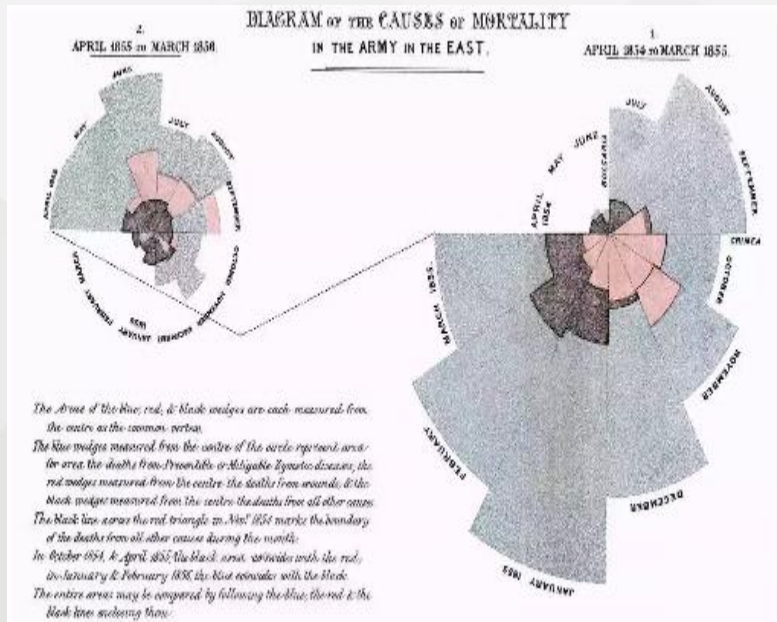 DIAGRAM OF THE CAUSES OF MORTALITY
IN THE ARMY IN THE EAST.
2.
APRIL 1855 TO MARCH 1856.
1.
APRIL 1854 TO MARCH 1855.
JUNE
MAY
JULY
AUGUST
SEPTEMBER
APRIL 1855
OCTOBER
NOVEMBER
DECEMBER
JANUARY
1856
FEBRUARY
MARCH
APRIL
1854
MAY
JUNE
JULY
AUGUST
SEPTEMBER
CRIMEA
OCTOBER
NOVEMBER
DECEMBER
JANUARY 1855
FEBRUARY
MARCH 1855.
The Areas of the blue, red, & black wedges are each measured from
the centre as the common vertex.
The blue wedges measured from the centre of the circle represent area
for area the deaths from Preventible or Mitigable Zymotic diseases, the
red wedges measured from the centre the deaths from wounds, & the
black wedges measured from the centre the deaths from all other causes.
The black line across the red triangle in Novr. 1854 marks the boundary
of the deaths from all other causes during the month.
In October 1854, & April 1855, the black area coincides with the red,
in January & February 1856, the blue coincides with the black.
The entire areas may be compared by following the blue, the red & the
black lines enclosing them.